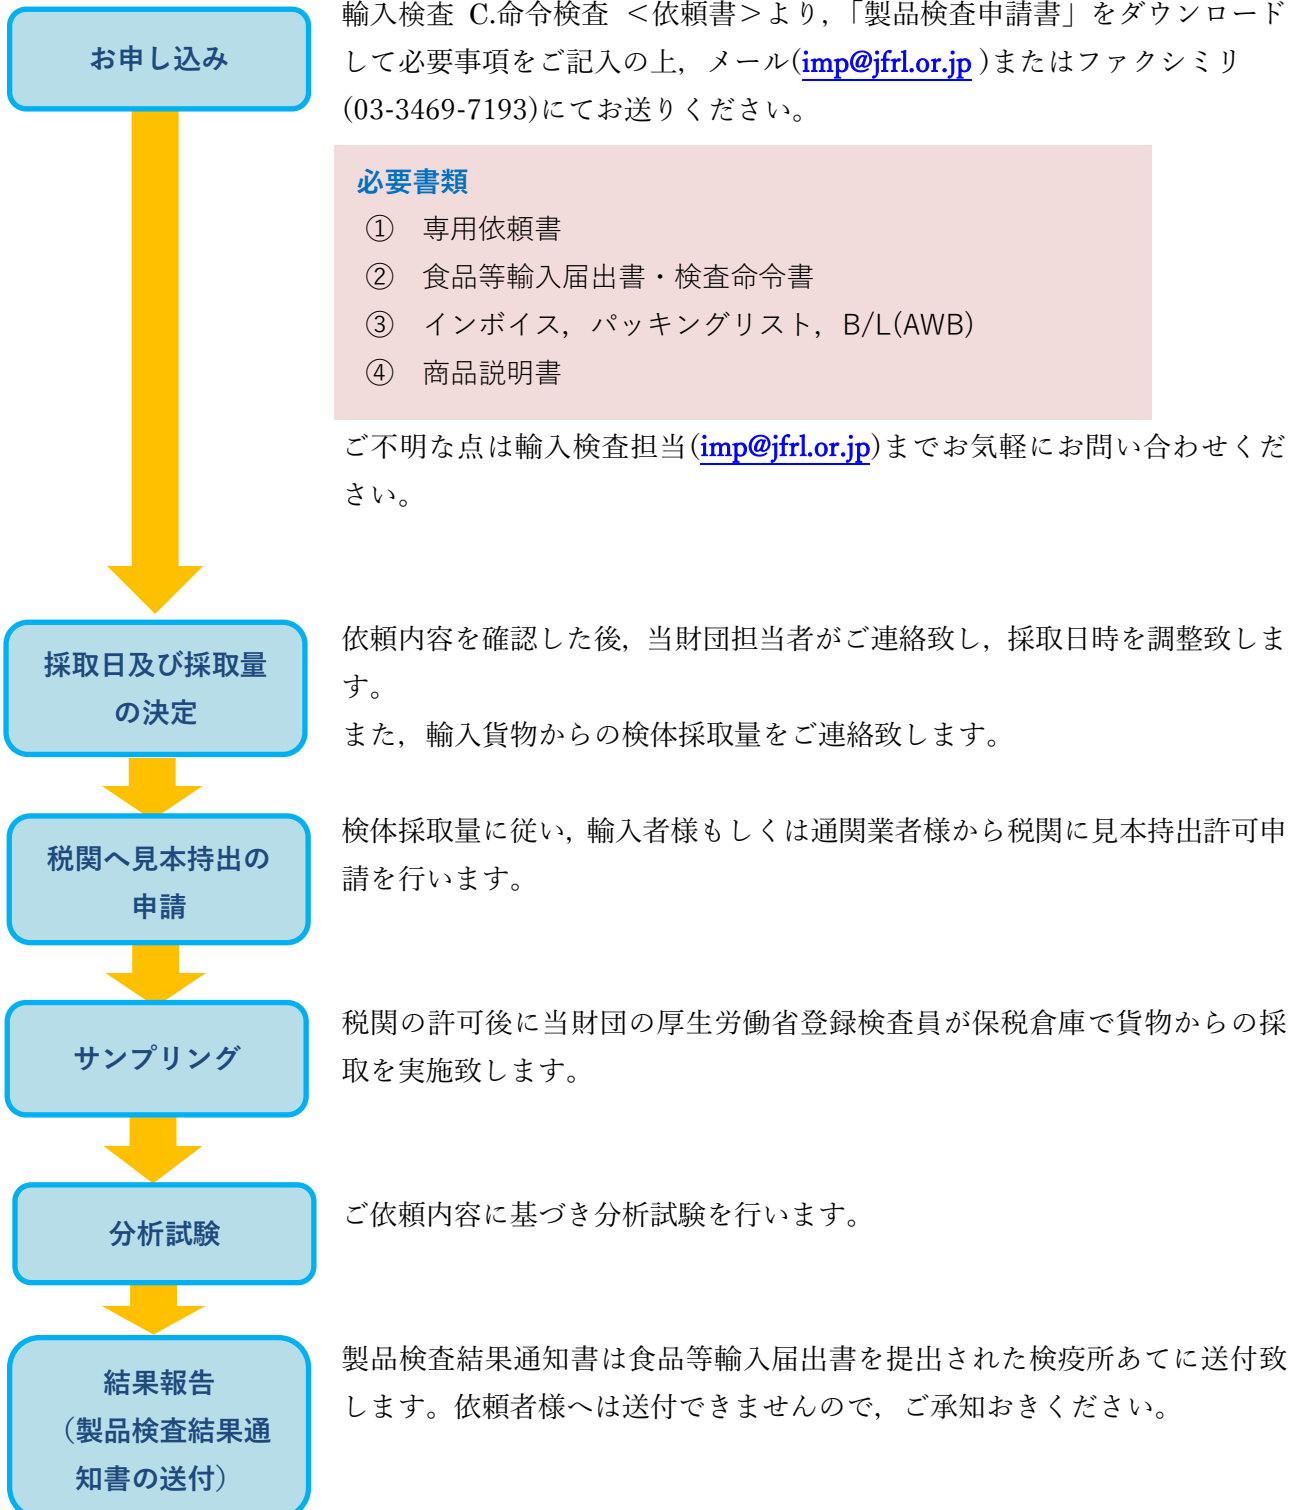 お申し込み
輸入検査 C.命令検査 ＜依頼書＞より，「製品検査申請書」をダウンロード
して必要事項をご記入の上，メール(imp@jfrl.or.jp )またはファクシミリ
(03-3469-7193)にてお送りください。
必要書類
① 専用依頼書
② 食品等輸入届出書・検査命令書
③ インボイス，パッキングリスト，B/L(AWB)
④ 商品説明書
ご不明な点は輸入検査担当(imp@jfrl.or.jp)までお気軽にお問い合わせくだ
さい。
採取日及び採取量
の決定
依頼内容を確認した後，当財団担当者がご連絡致し，採取日時を調整致しま
す。
また，輸入貨物からの検体採取量をご連絡致します。
税関へ見本持出の
申請
検体採取量に従い，輸入者様もしくは通関業者様から税関に見本持出許可申
請を行います。
サンプリング
税関の許可後に当財団の厚生労働省登録検査員が保税倉庫で貨物からの採
取を実施致します。
分析試験
ご依頼内容に基づき分析試験を行います。
結果報告
（製品検査結果通
知書の送付）
製品検査結果通知書は食品等輸入届出書を提出された検疫所あてに送付致
します。依頼者様へは送付できませんので，ご承知おきください。